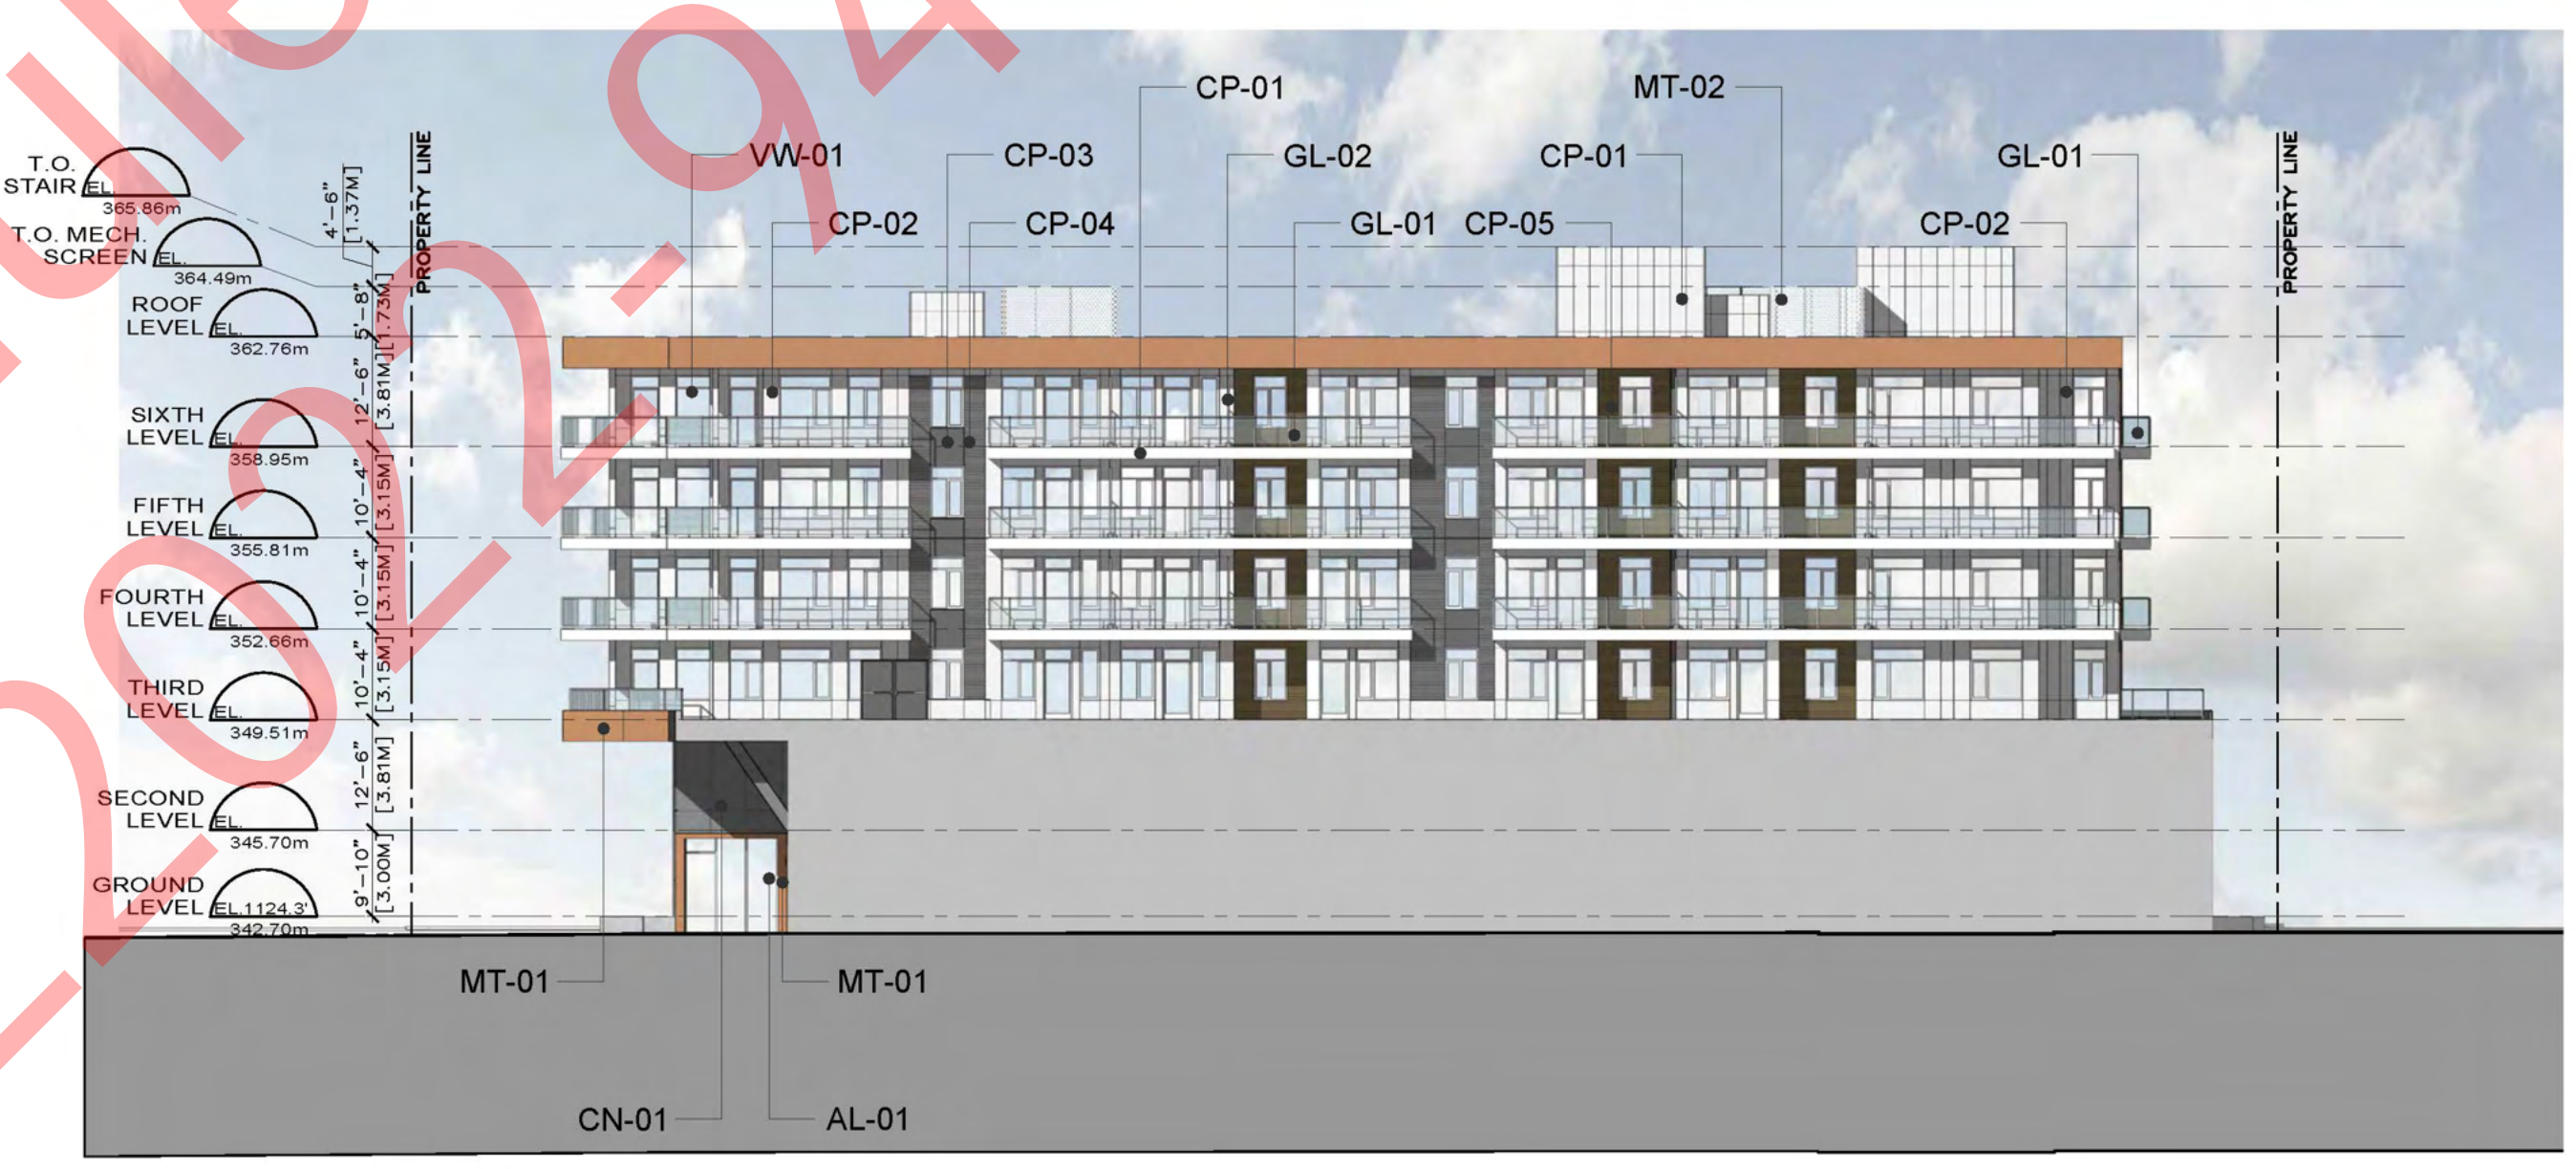 CP-01
MT-02
VW-01
CP-03
GL-02
CP-01
GL-01
CP-02
CP-04
GL-01
CP-05
CP-02
T.O.
STAIR EL.
365.86m
T.O. MECH.
SCREEN EL.
364.49m
ROOF
LEVEL EL.
362.76m
SIXTH
LEVEL EL.
358.95m
FIFTH
LEVEL EL.
355.81m
FOURTH
LEVEL EL.
352.66m
THIRD
LEVEL EL.
349.51m
SECOND
LEVEL EL.
345.70m
GROUND
LEVEL EL.1124.3'
342.70m
4'-6"
[1.37M]
5'-8"
[1.73M]
12'-6"
[3.81M]
10'-4"
[3.15M]
10'-4"
[3.15M]
10'-4"
[3.15M]
12'-6"
[3.81M]
9'-10"
[3.00M]
PROPERTY LINE
PROPERTY LINE
MT-01
MT-01
CN-01
AL-01
2022-94